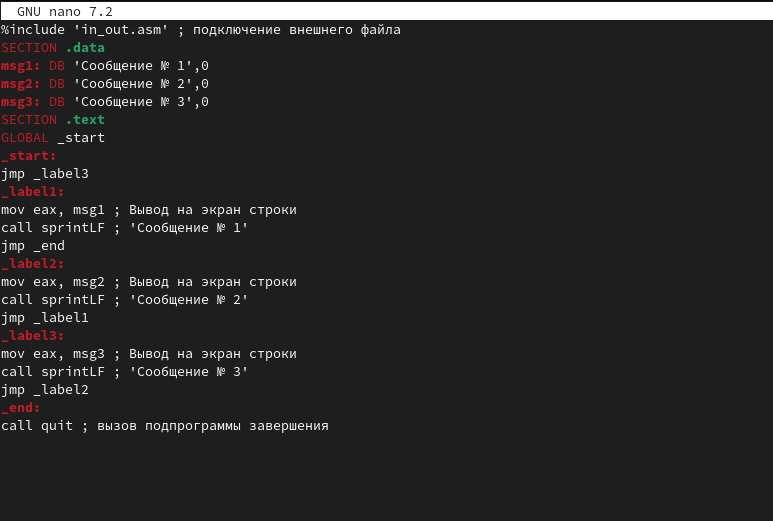 GNU nano 7.2
%include 'in_out.asm' ; подключение внешнего файла
SECTION .data
msg1: DB 'Сообщение № 1',0
msg2: DB 'Сообщение № 2',0
msg3: DB 'Сообщение № 3',0
SECTION .text
GLOBAL _start
_start:
jmp _label3
_label1:
mov eax, msg1 ; Вывод на экран строки
call sprintLF ; 'Сообщение № 1'
jmp _end
_label2:
mov eax, msg2 ; Вывод на экран строки
call sprintLF ; 'Сообщение № 2'
jmp _label1
_label3:
mov eax, msg3 ; Вывод на экран строки
call sprintLF ; 'Сообщение № 3'
jmp _label2
_end:
call quit ; вызов подпрограммы завершения